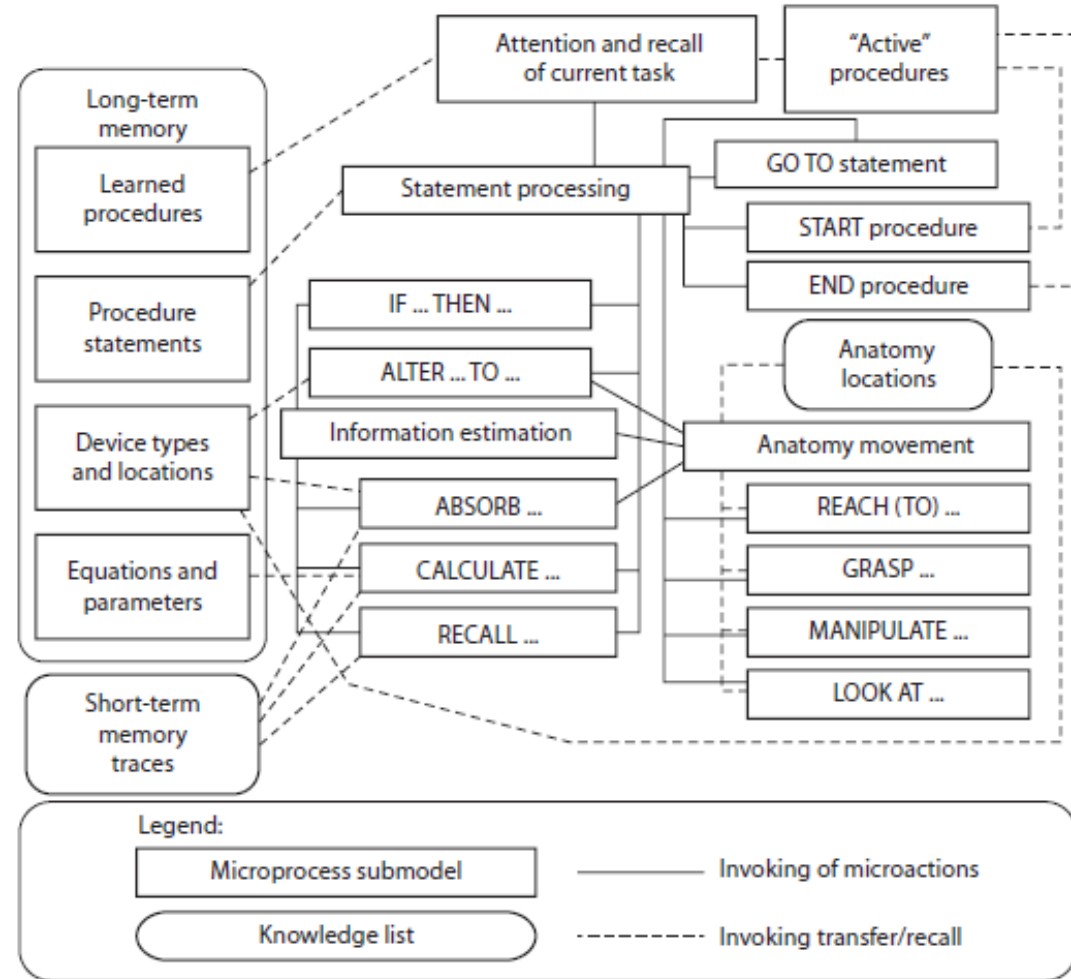 Attention and recall
of current task
“Active”
procedures
Long-term
memory
Learned
procedures
Procedure
statements
Device types
and locations
Equations and
parameters
Short-term
memory
traces
Statement processing
GO TO statement
START procedure
END procedure
IF ... THEN ...
ALTER ... TO ...
Information estimation
ABSORB ...
CALCULATE ...
RECALL ...
Anatomy
locations
Anatomy movement
REACH (TO) ...
GRASP ...
MANIPULATE ...
LOOK AT ...
Legend:
Microprocess submodel
Invoking of microactions
Knowledge list
Invoking transfer/recall